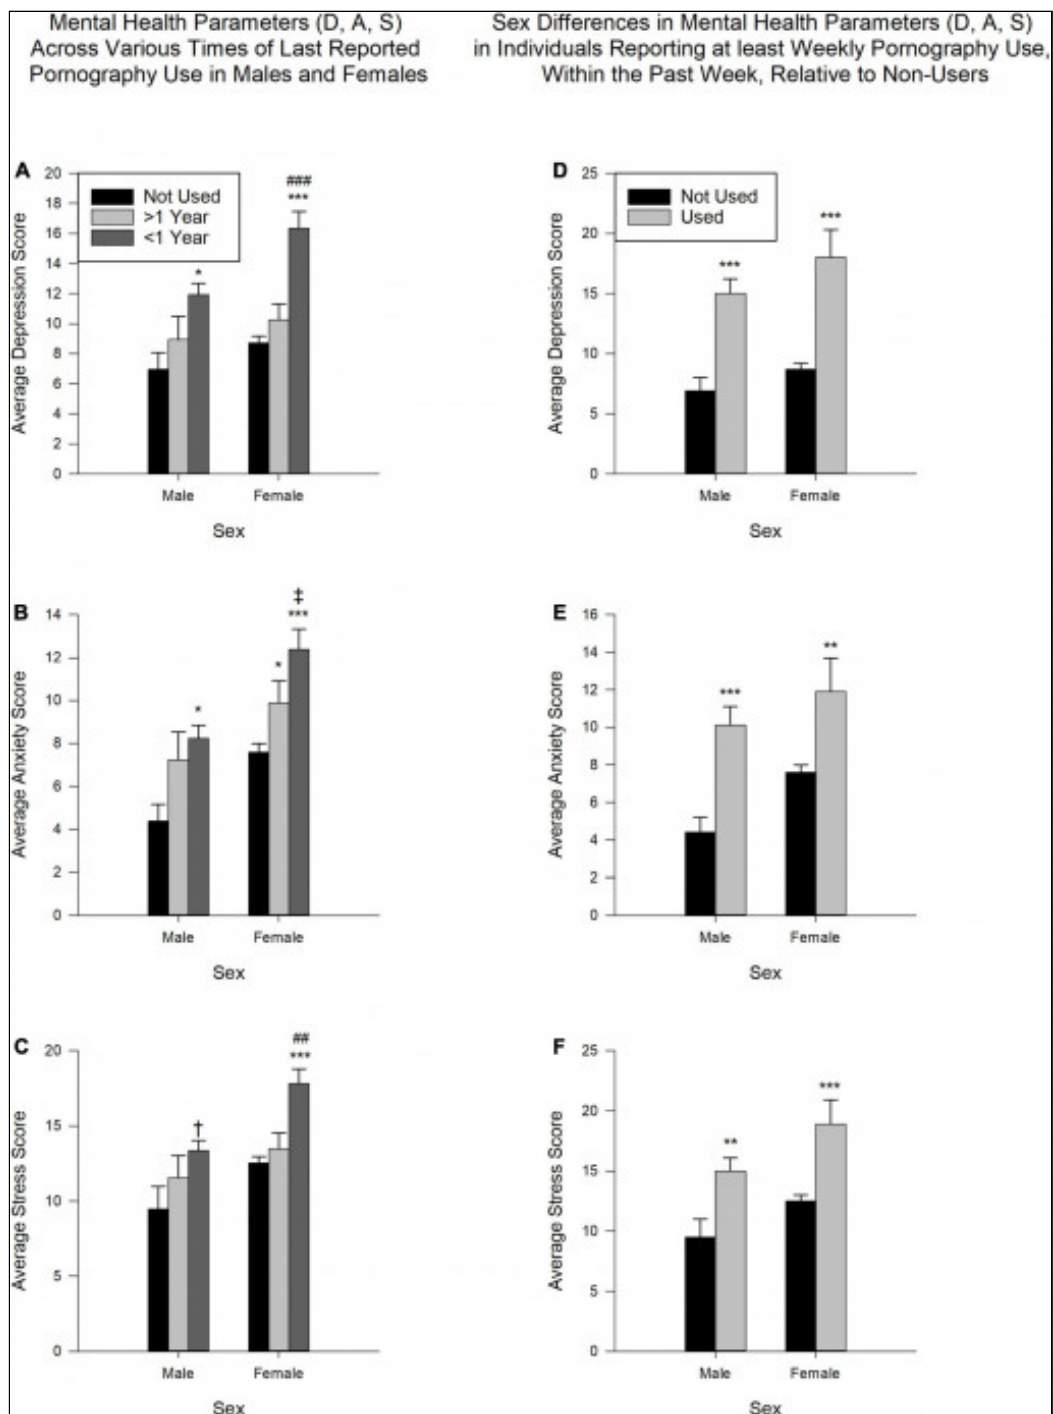 Mental Health Parameters (D, A, S)
Across Various Times of Last Reported
Pornography Use in Males and Females
Sex Differences in Mental Health Parameters (D, A, S)
in Individuals Reporting at least Weekly Pornography Use,
Within the Past Week, Relative to Non-Users
A
Average Depression Score
20
18
16
14
12
10
8
6
4
2
0
Not Used
>1 Year
<1 Year
*
###
***
Male
Female
Sex
D
Average Depression Score
25
20
15
10
5
0
Not Used
Used
***
***
Male
Female
Sex
B
Average Anxiety Score
14
12
10
8
6
4
2
0
*
*
‡
***
Male
Female
Sex
E
Average Anxiety Score
16
14
12
10
8
6
4
2
0
***
**
Male
Female
Sex
C
Average Stress Score
20
15
10
5
0
†
##
***
Male
Female
Sex
F
Average Stress Score
25
20
15
10
5
0
**
***
Male
Female
Sex